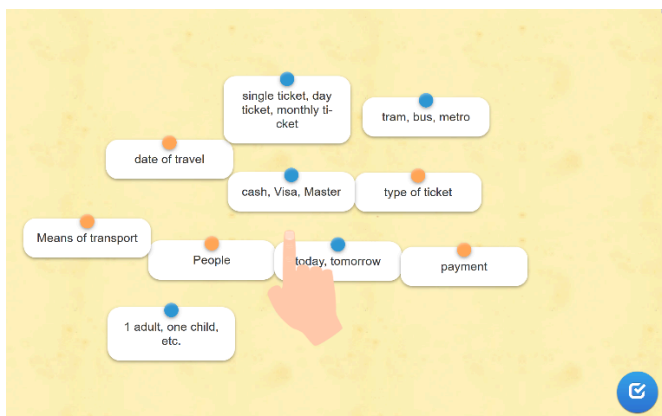 single ticket, day
ticket, monthly ti-
cket
tram, bus, metro
date of travel
cash, Visa, Master
type of ticket
Means of transport
People
today, tomorrow
payment
1 adult, one child,
etc.